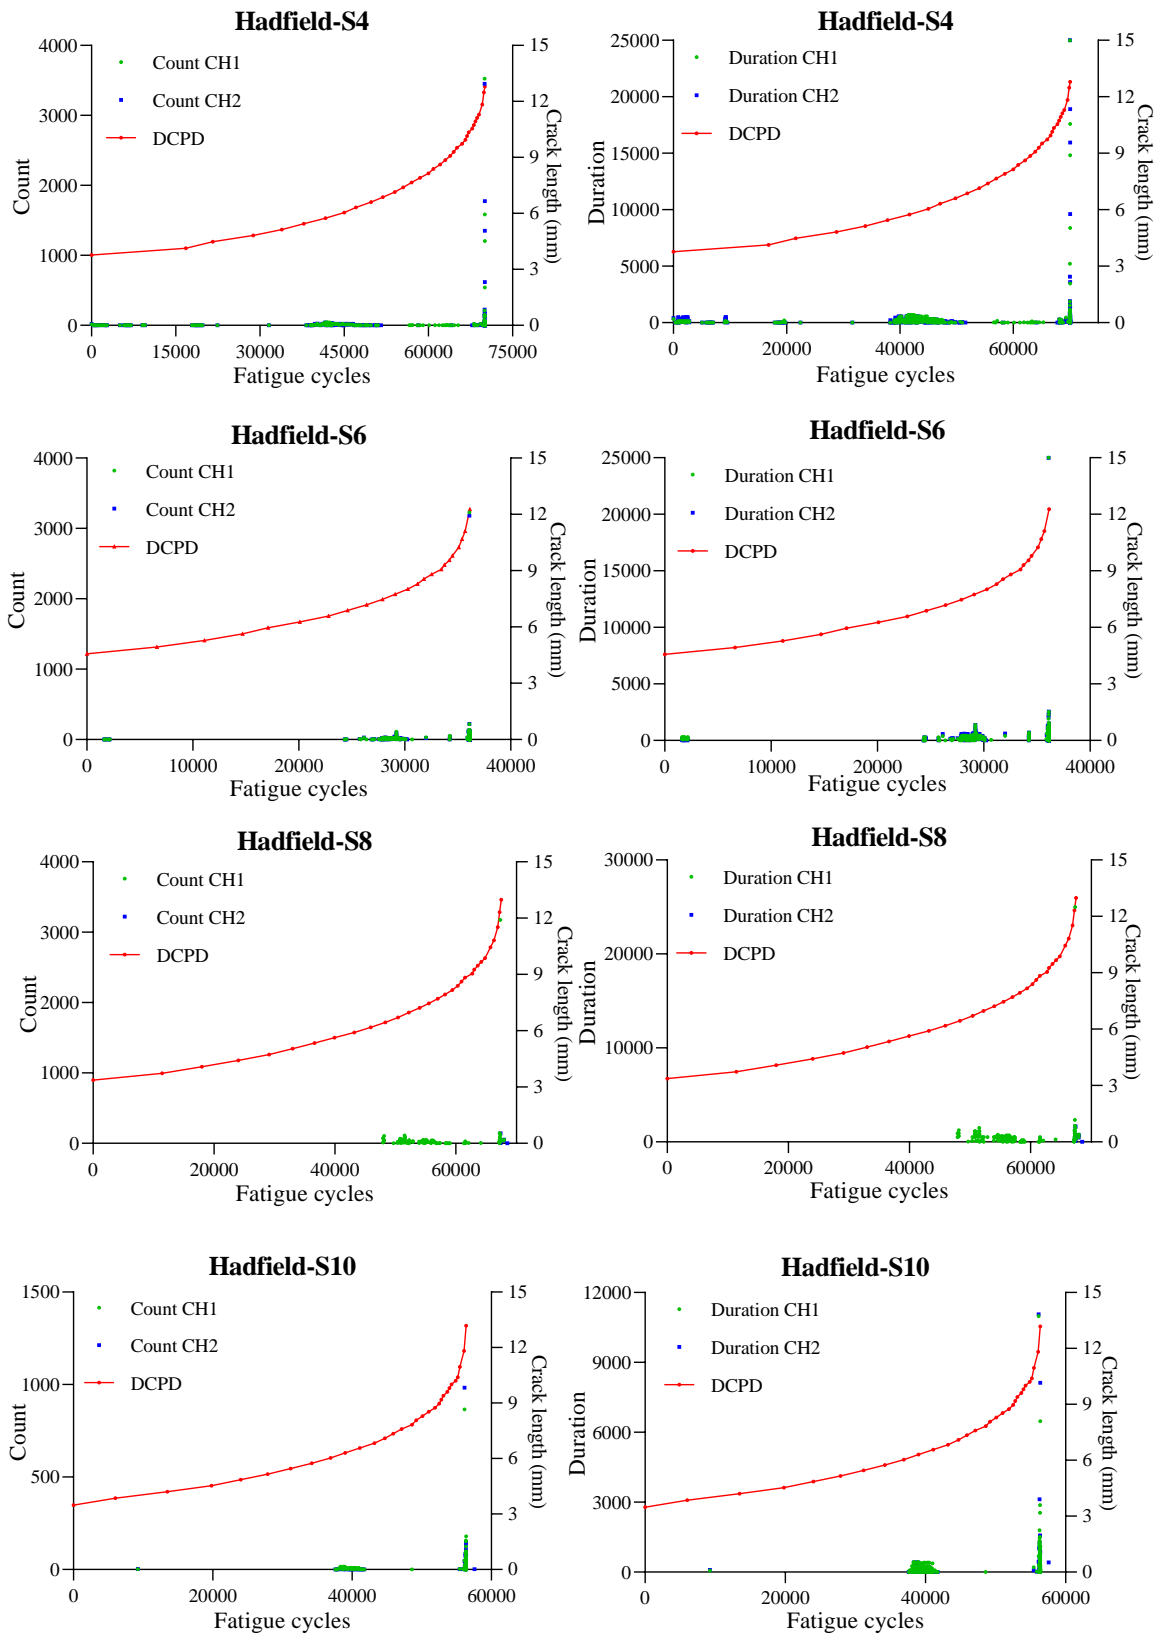 Hadfield-S4
4000
3000
2000
1000
0
Count
Count CH1
Count CH2
DCPD
15
12
9
6
3
0
Crack length (mm)
0 15000 30000 45000 60000 75000
Fatigue cycles
Hadfield-S4
25000
20000
15000
10000
5000
0
Duration
Duration CH1
Duration CH2
DCPD
15
12
9
6
3
0
Crack length (mm)
0 20000 40000 60000
Fatigue cycles
Hadfield-S6
4000
3000
2000
1000
0
Count
Count CH1
Count CH2
DCPD
15
12
9
6
3
0
Crack length (mm)
0 10000 20000 30000 40000
Fatigue cycles
Hadfield-S6
25000
20000
15000
10000
5000
0
Duration
Duration CH1
Duration CH2
DCPD
15
12
9
6
3
0
Crack length (mm)
0 10000 20000 30000 40000
Fatigue cycles
Hadfield-S8
4000
3000
2000
1000
0
Count
Count CH1
Count CH2
DCPD
15
12
9
6
3
0
Crack length (mm)
0 20000 40000 60000
Fatigue cycles
Hadfield-S8
30000
20000
10000
0
Duration
Duration CH1
Duration CH2
DCPD
15
12
9
6
3
0
Crack length (mm)
0 20000 40000 60000
Fatigue cycles
Hadfield-S10
1500
1000
500
0
Count
Count CH1
Count CH2
DCPD
15
12
9
6
3
0
Crack length (mm)
0 20000 40000 60000
Fatigue cycles
Hadfield-S10
12000
9000
6000
3000
0
Duration
Duration CH1
Duration CH2
DCPD
15
12
9
6
3
0
Crack length (mm)
0 20000 40000 60000
Fatigue cycles